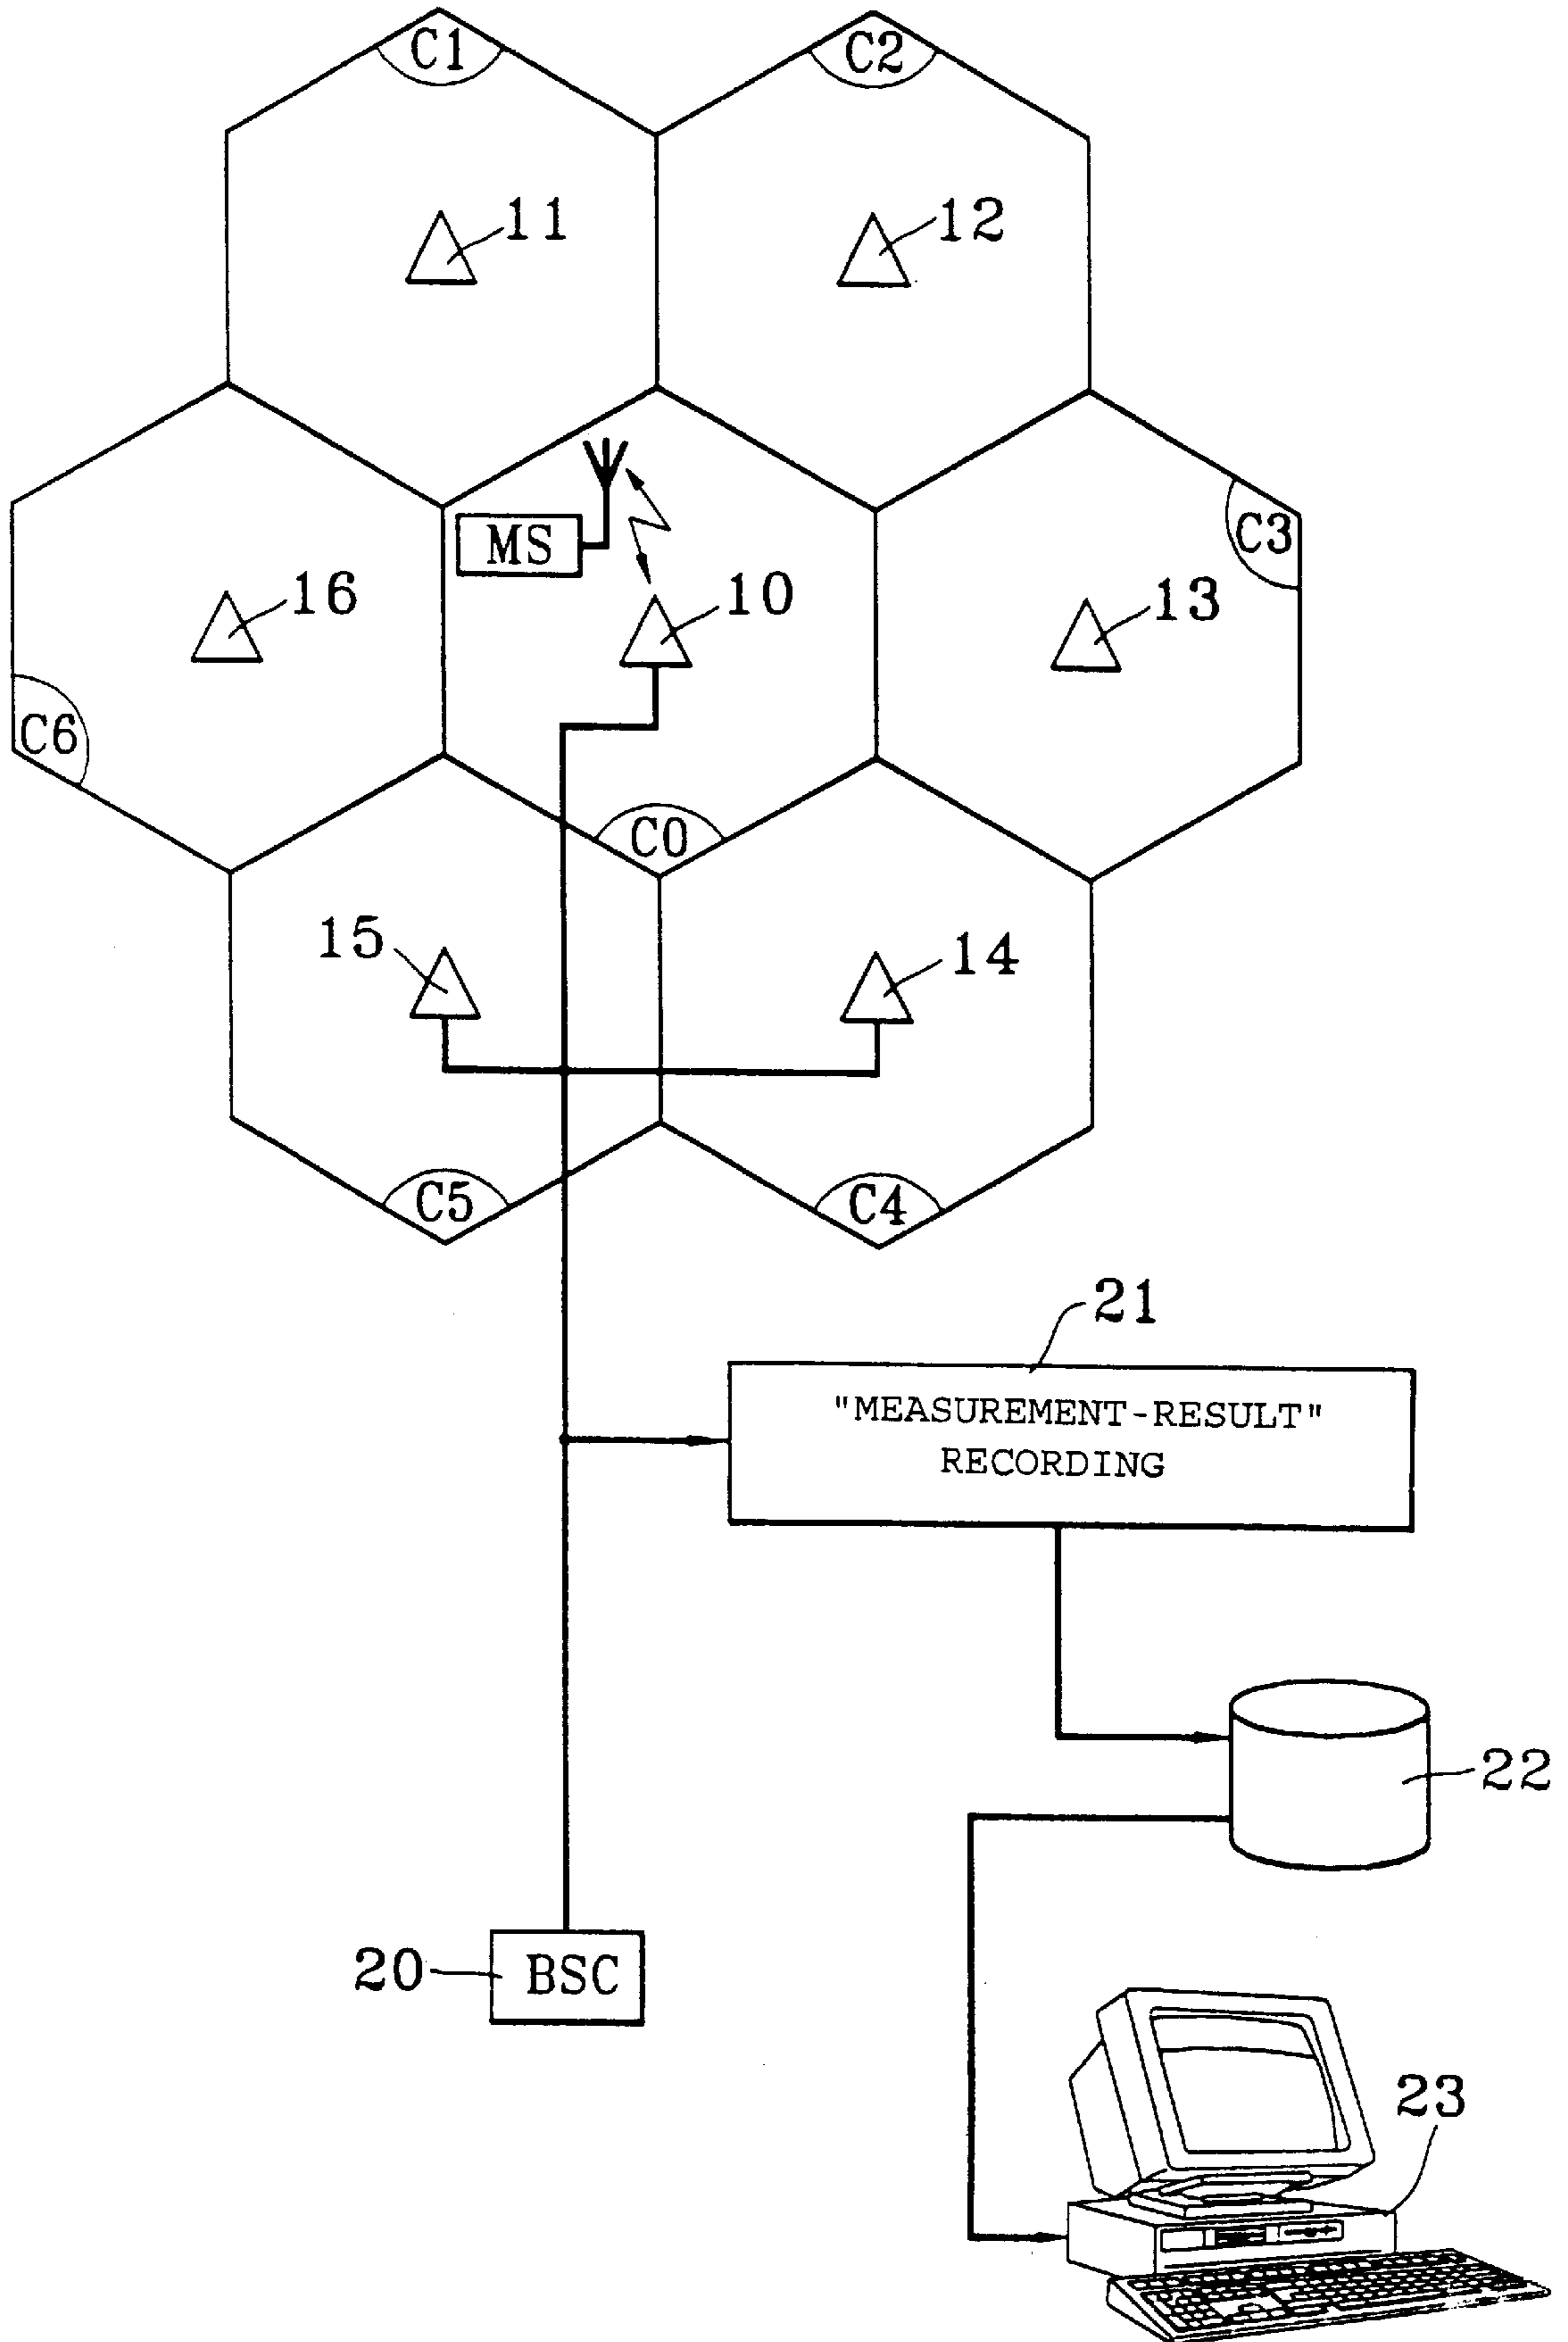 C1
C2
11
12
MS
C3
16
10
13
C6
C0
15
14
C5
C4
21
"MEASUREMENT-RESULT"
RECORDING
22
20
BSC
23